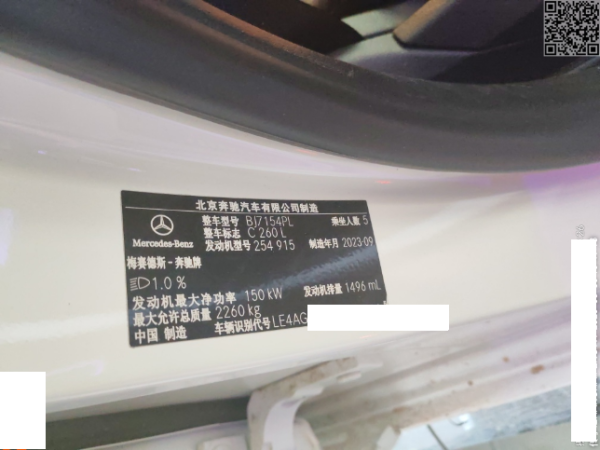 北京奔驰汽车有限公司制造
整车型号 BJ7154PL 乘坐人数 5
整车标志 C 260 L
Mercedes-Benz
发动机型号 254 915 制造年月 2023·09
梅赛德斯-奔驰牌
1.0 %
发动机最大净功率 150 kW 发动机排量 1496 mL
最大允许总质量 2260kg
中国 制造 车辆识别代号 LE4AG